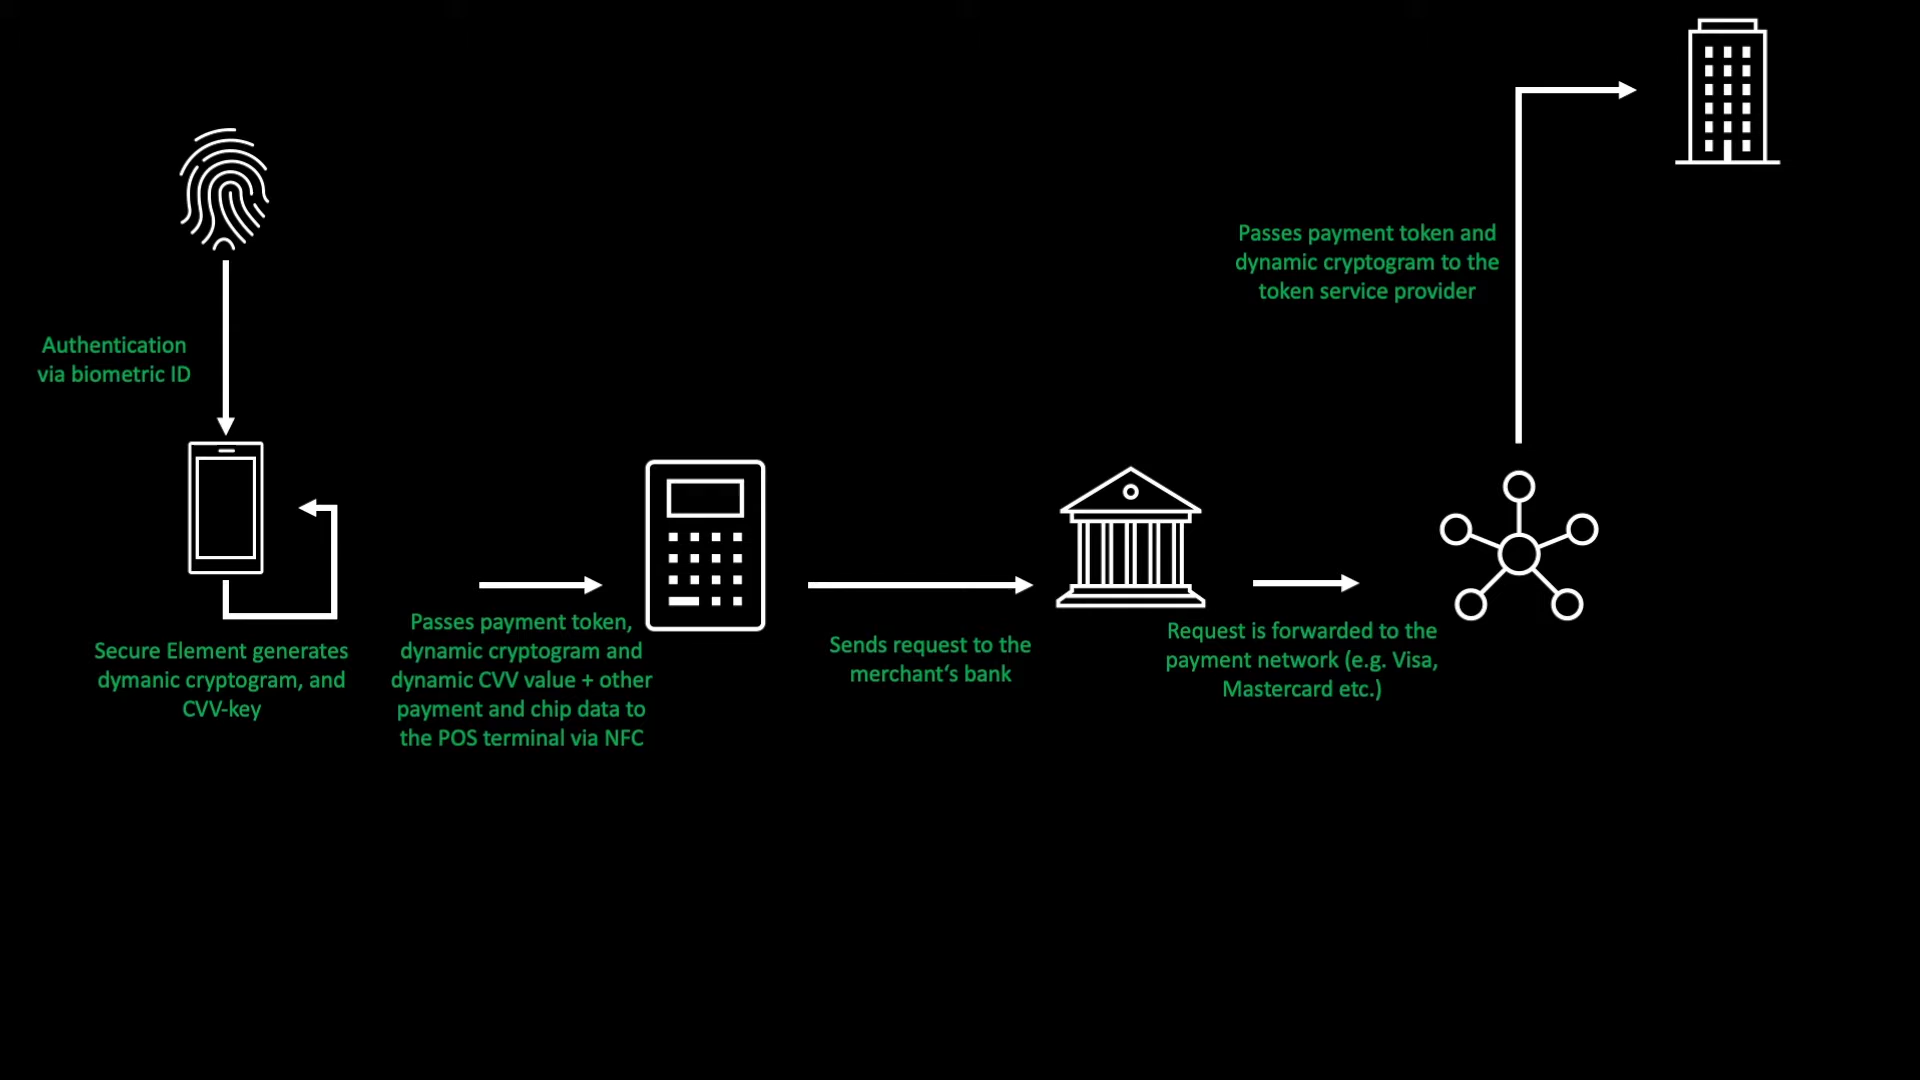 Passes payment token and
dynamic cryptogram to the
token service provider
Authentication
via biometric ID
Secure Element generates
dymanic cryptogram, and
CVV-key
Passes payment token,
dynamic cryptogram and
dynamic CVV value + other
payment and chip data to
the POS terminal via NFC
Sends request to the
merchant‘s bank
Request is forwarded to the
payment network (e.g. Visa,
Mastercard etc.)